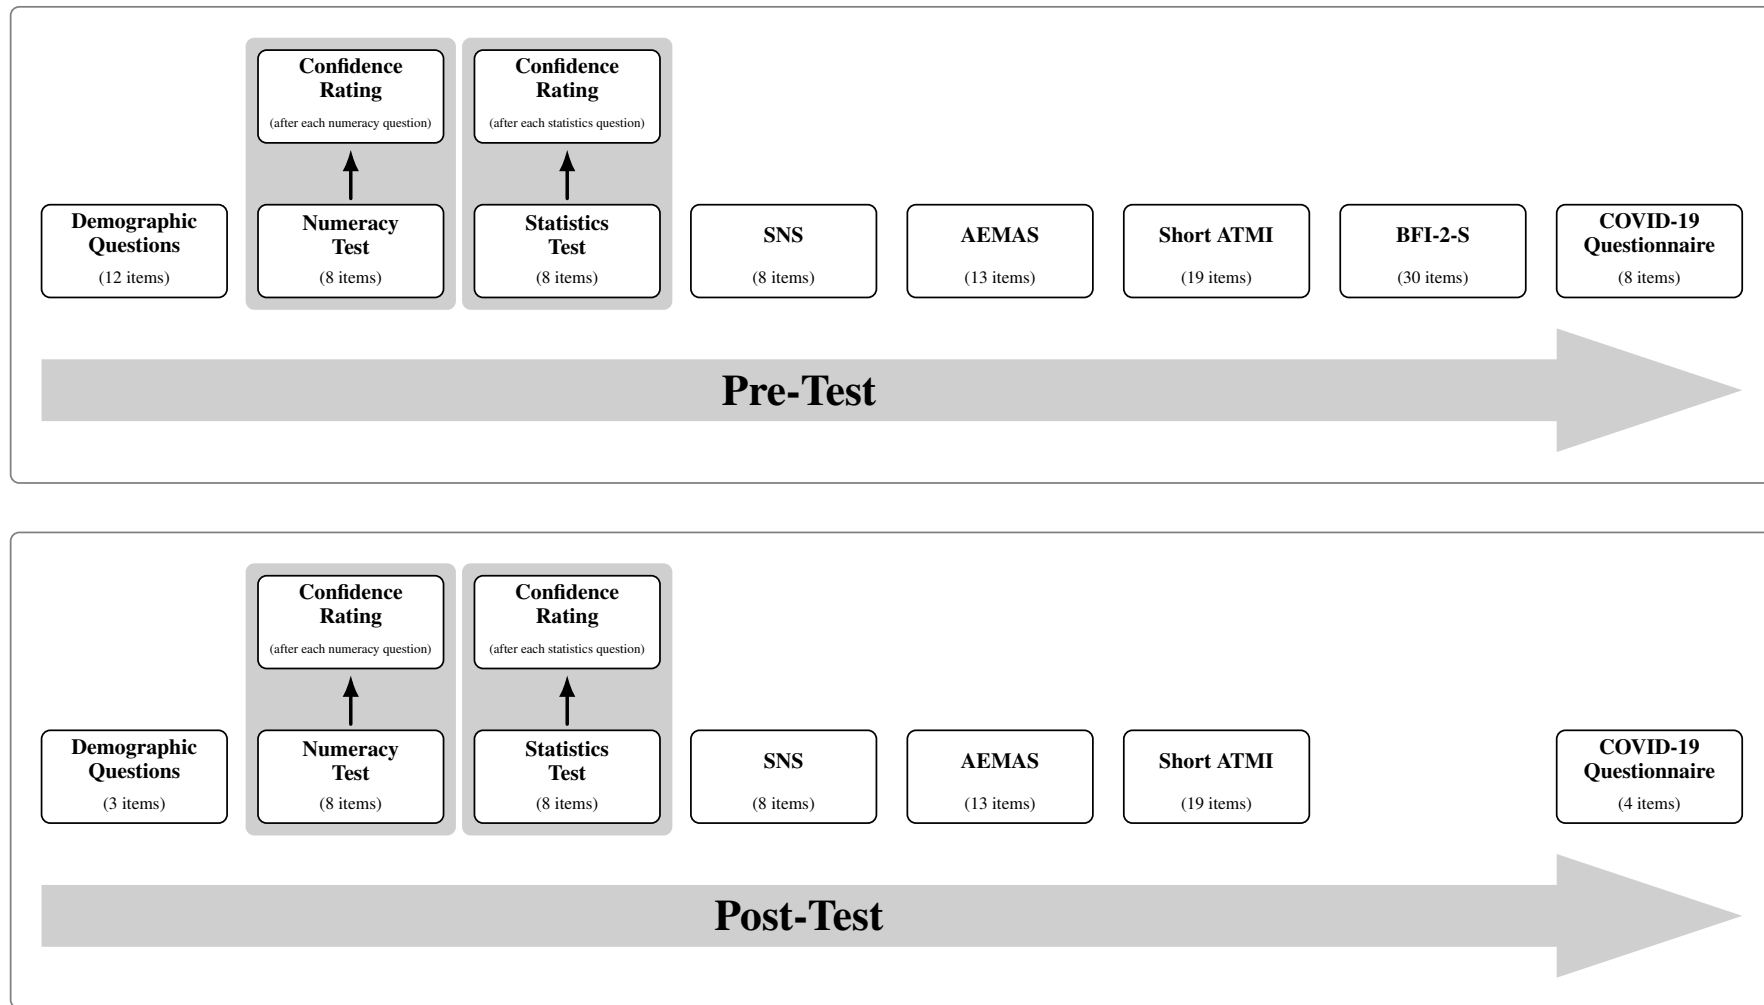 Confidence
Rating
(after each numeracy question)
Confidence
Rating
(after each statistics question)
Demographic
Questions
(12 items)
Numeracy
Test
(8 items)
Statistics
Test
(8 items)
SNS
(8 items)
AEMAS
(13 items)
Short ATMI
(19 items)
BFI-2-S
(30 items)
COVID-19
Questionnaire
(8 items)
Pre-Test
Confidence
Rating
(after each numeracy question)
Confidence
Rating
(after each statistics question)
Demographic
Questions
(3 items)
Numeracy
Test
(8 items)
Statistics
Test
(8 items)
SNS
(8 items)
AEMAS
(13 items)
Short ATMI
(19 items)
COVID-19
Questionnaire
(4 items)
Post-Test